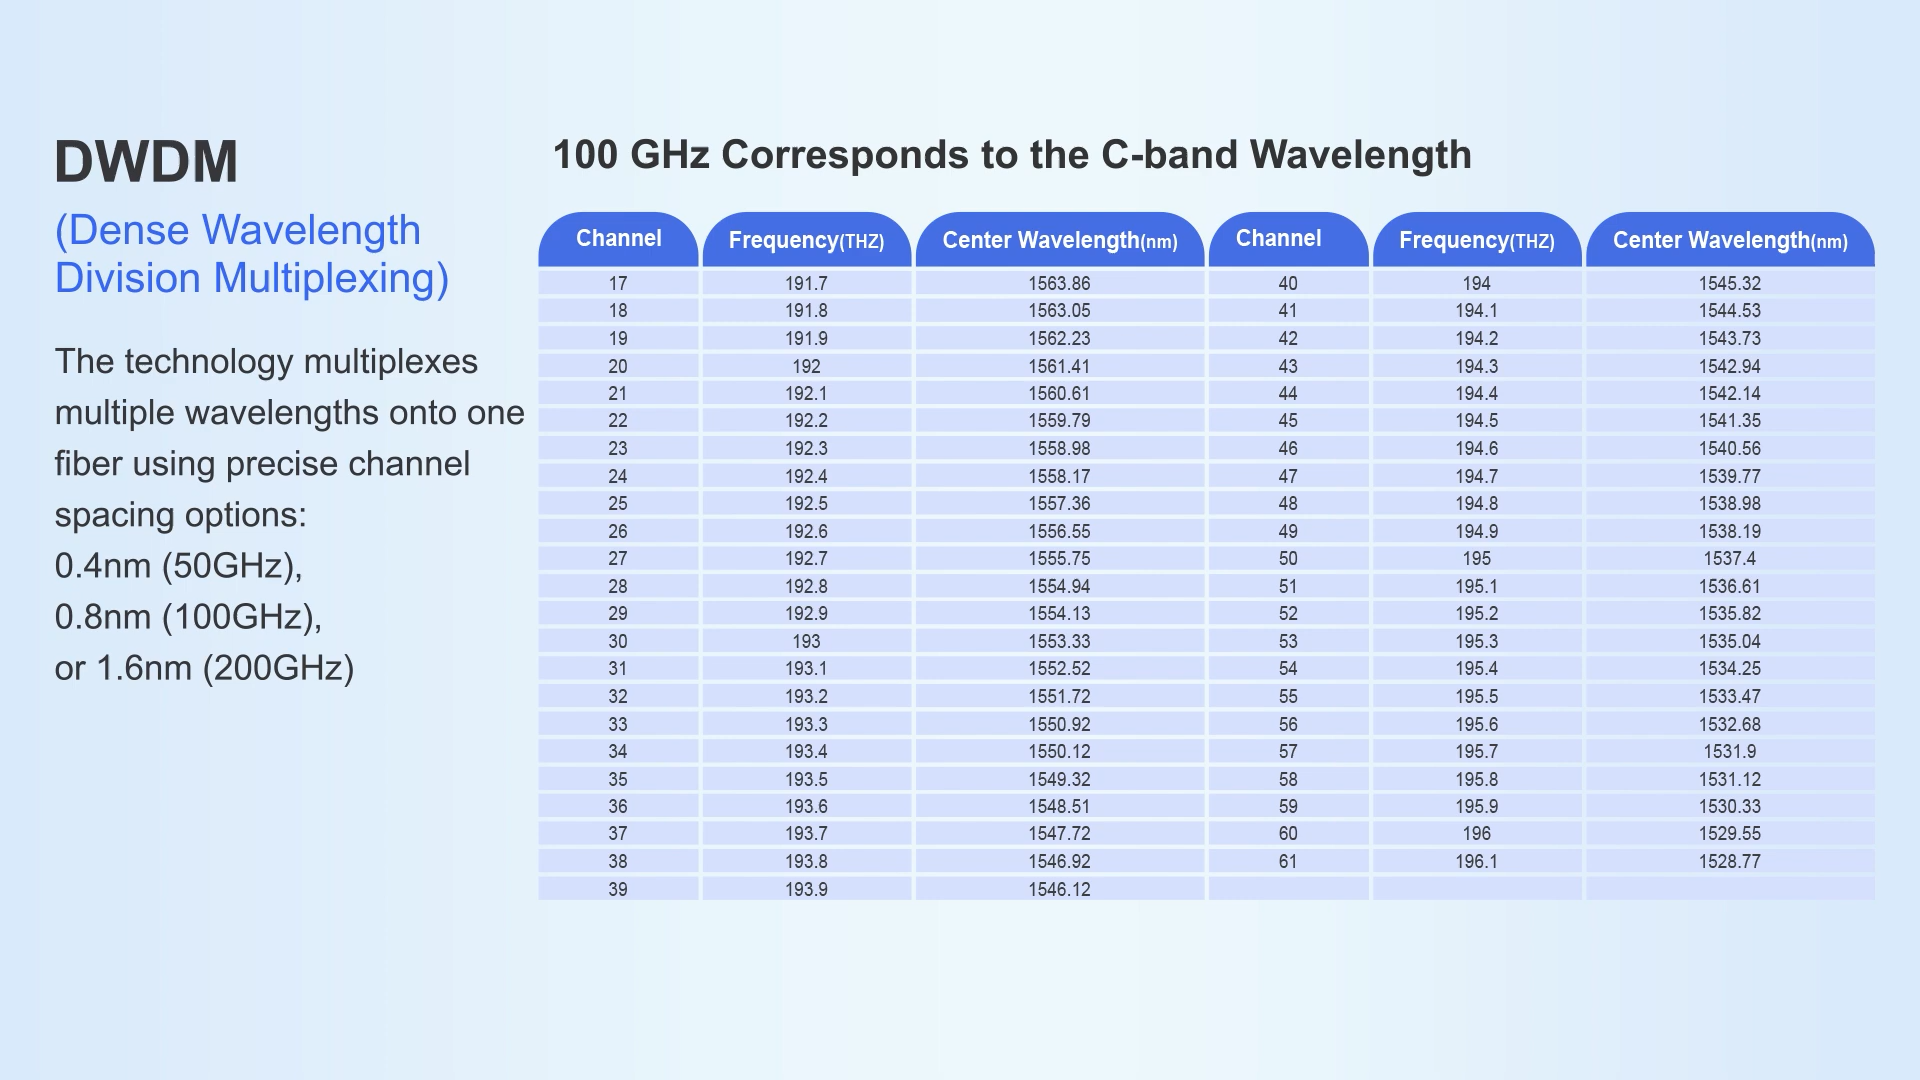 DWDM
(Dense Wavelength
Division Multiplexing)
The technology multiplexes
multiple wavelengths onto one
fiber using precise channel
spacing options:
0.4nm (50GHz),
0.8nm (100GHz),
or 1.6nm (200GHz)
100 GHz Corresponds to the C-band Wavelength
Channel Frequency(THZ) Center Wavelength(nm) Channel Frequency(THZ) Center Wavelength(nm)
17 191.7 1563.86 40 194 1545.32
18 191.8 1563.05 41 194.1 1544.53
19 191.9 1562.23 42 194.2 1543.73
20 192 1561.41 43 194.3 1542.94
21 192.1 1560.61 44 194.4 1542.14
22 192.2 1559.79 45 194.5 1541.35
23 192.3 1558.98 46 194.6 1540.56
24 192.4 1558.17 47 194.7 1539.77
25 192.5 1557.36 48 194.8 1538.98
26 192.6 1556.55 49 194.9 1538.19
27 192.7 1555.75 50 195 1537.4
28 192.8 1554.94 51 195.1 1536.61
29 192.9 1554.13 52 195.2 1535.82
30 193 1553.33 53 195.3 1535.04
31 193.1 1552.52 54 195.4 1534.25
32 193.2 1551.72 55 195.5 1533.47
33 193.3 1550.92 56 195.6 1532.68
34 193.4 1550.12 57 195.7 1531.9
35 193.5 1549.32 58 195.8 1531.12
36 193.6 1548.51 59 195.9 1530.33
37 193.7 1547.72 60 196 1529.55
38 193.8 1546.92 61 196.1 1528.77
39 193.9 1546.12